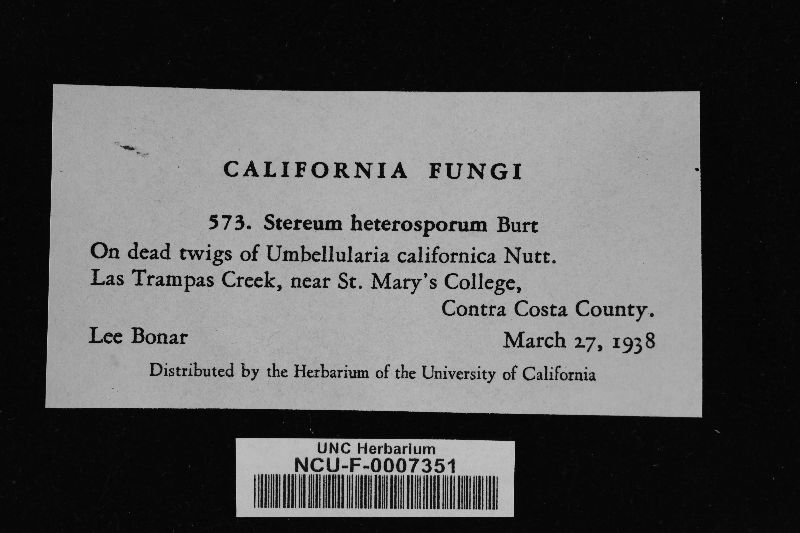 CALIFORNIA FUNGI
573. Stereum heterosporum Burt
On dead twigs of Umbellularia californica Nutt.
Las Trampas Creek, near St. Mary's College,
Contra Costa County.
Lee Bonar March 27, 1938
Distributed by the Herbarium of the University of California
UNC Herbarium
NCU-F-0007351